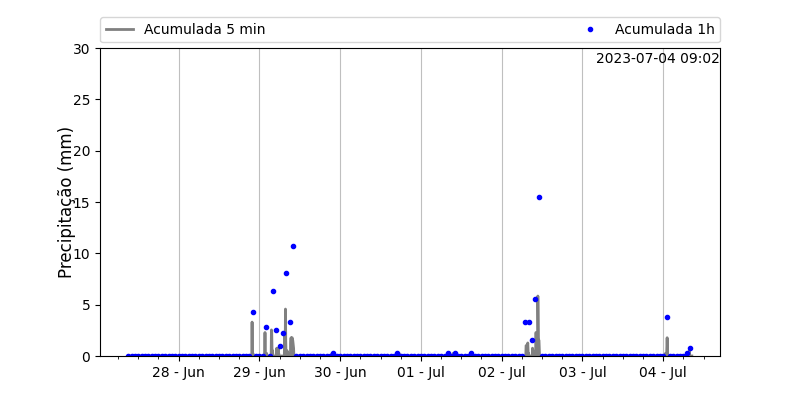 Acumulada 5 min
Acumulada 1h
2023-07-04 09:02
Precipitação (mm)
30
25
20
15
10
5
0
28 - Jun
29 - Jun
30 - Jun
01 - Jul
02 - Jul
03 - Jul
04 - Jul